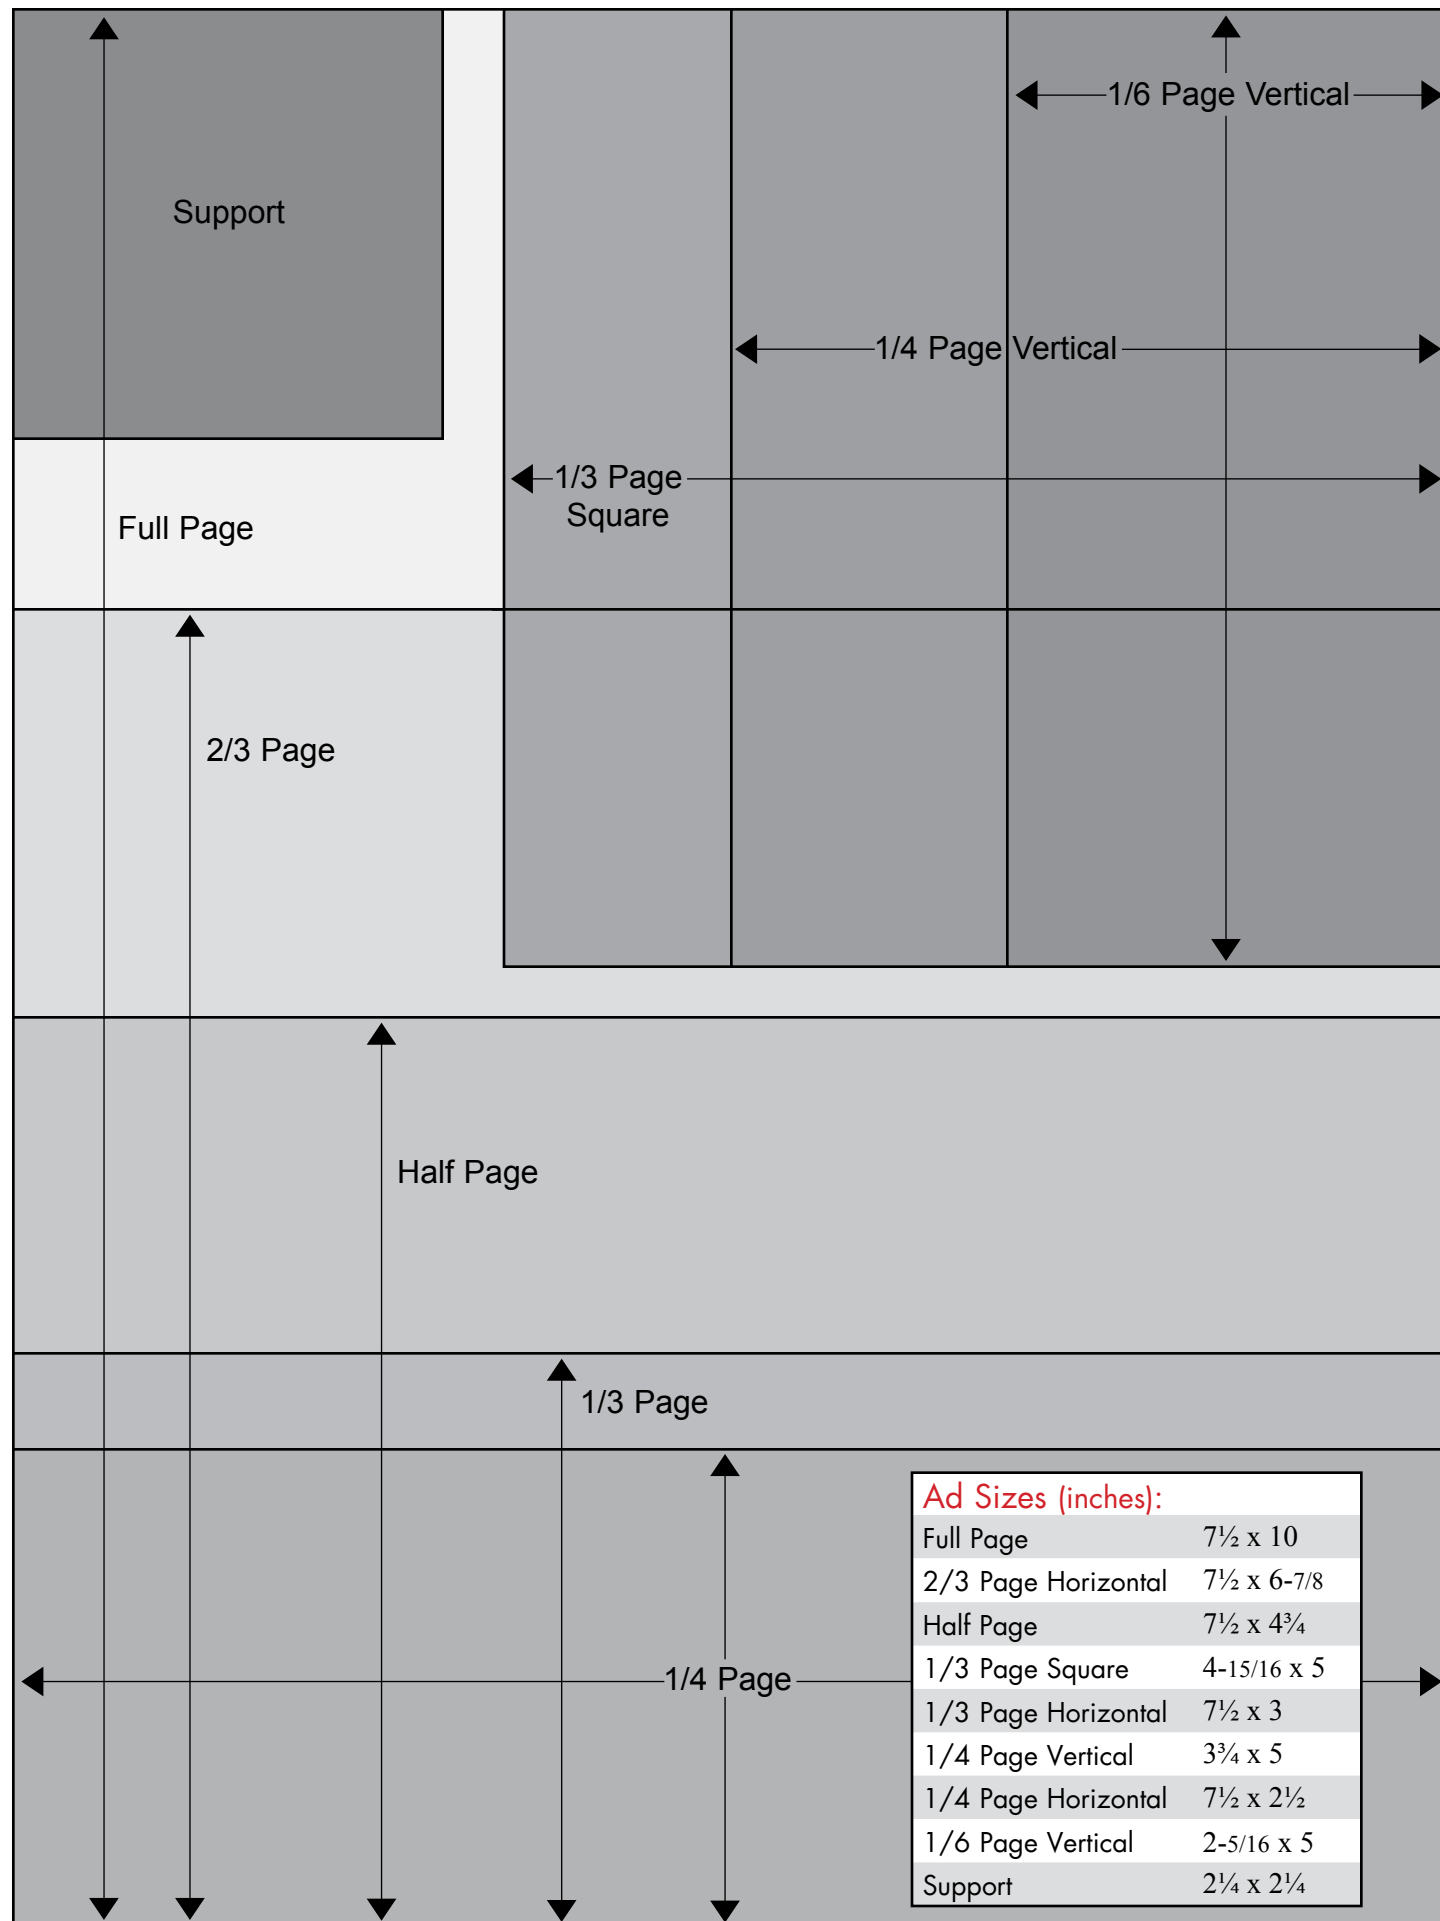 1/6 Page Vertical
Support
1/4 Page Vertical
1/3 Page
Square
Full Page
2/3 Page
Half Page
1/3 Page
1/4 Page
Ad Sizes (inches):
Full Page 7½ x 10
2/3 Page Horizontal 7½ x 6-7/8
Half Page 7½ x 4¾
1/3 Page Square 4-15/16 x 5
1/3 Page Horizontal 7½ x 3
1/4 Page Vertical 3¾ x 5
1/4 Page Horizontal 7½ x 2½
1/6 Page Vertical 2-5/16 x 5
Support 2¼ x 2¼